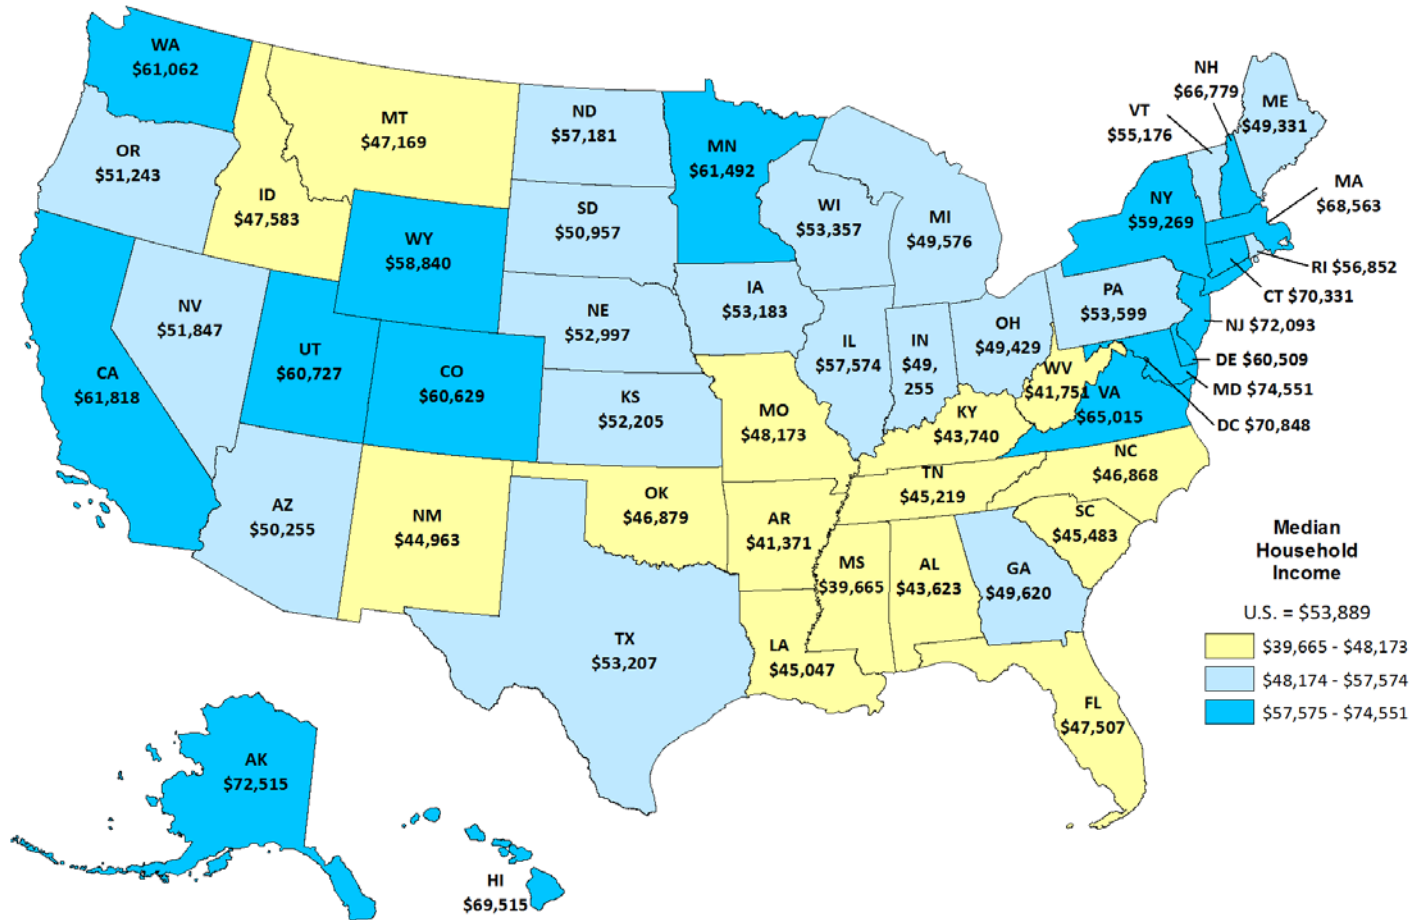 WA
$61,062
OR
$51,243
ID
$47,583
MT
$47,169
ND
$57,181
MN
$61,492
SD
$50,957
WY
$58,840
CA
$61,818
NV
$51,847
UT
$60,727
CO
$60,629
NE
$52,997
KS
$52,205
IA
$53,183
WI
$53,357
MI
$49,576
IL
$57,574
IN
$49,
255
OH
$49,429
PA
$53,599
NY
$59,269
VT
$55,176
NH
$66,779
ME
$49,331
MA
$68,563
RI $56,852
CT $70,331
NJ $72,093
DE $60,509
MD $74,551
DC $70,848
WV
$41,751
VA
$65,015
KY
$43,740
MO
$48,173
AZ
$50,255
NM
$44,963
OK
$46,879
AR
$41,371
TN
$45,219
NC
$46,868
SC
$45,483
MS
$39,665
AL
$43,623
GA
$49,620
TX
$53,207
LA
$45,047
FL
$47,507
AK
$72,515
HI
$69,515
Median
Household
Income
U.S. = $53,889
$39,665 - $48,173
$48,174 - $57,574
$57,575 - $74,551